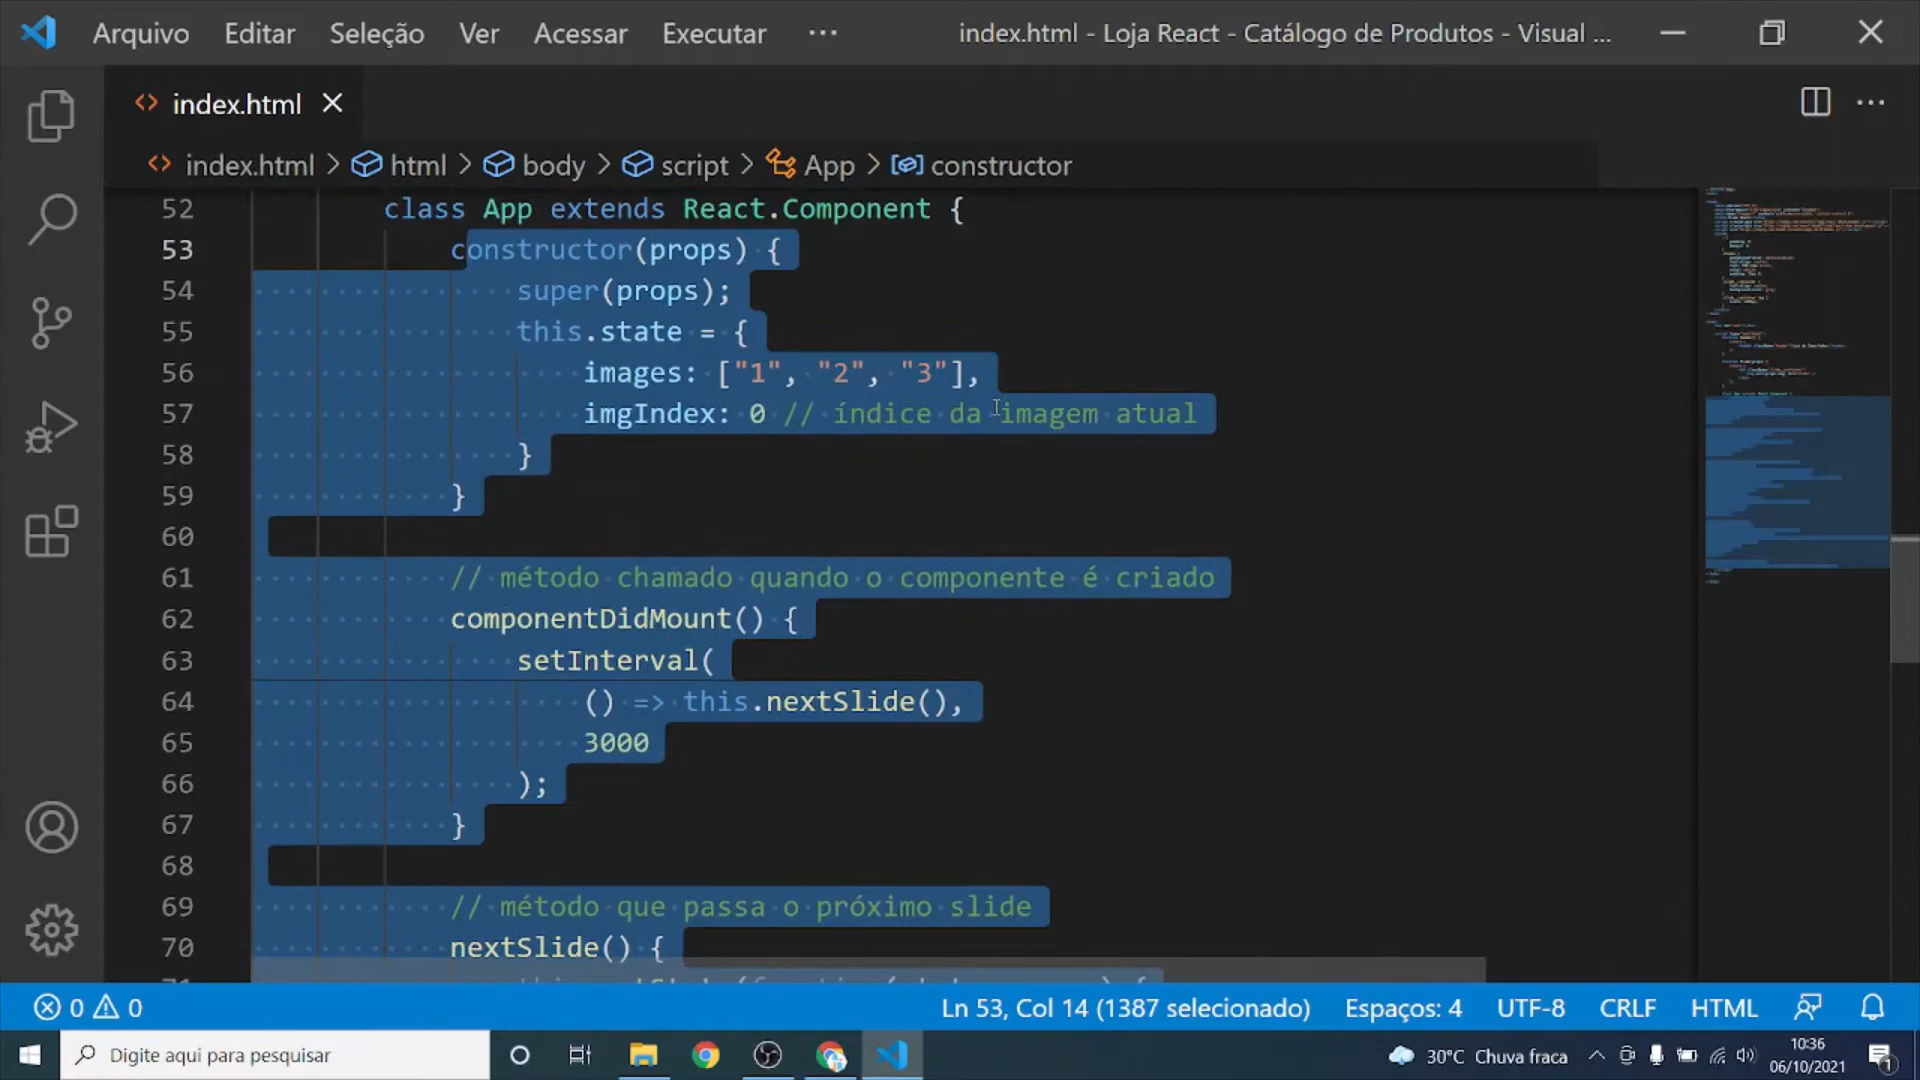 Arquivo Editar Seleção Ver Acessar Executar ··· index.html - Loja React - Catálogo de Produtos - Visual ...
index.html
index.html > html > body > script > App > constructor
52 class App extends React.Component {
53 constructor(props) {
54 super(props);
55 this.state = {
56 images: ["1", "2", "3"],
57 imgIndex: 0 // índice da imagem atual
58 }
59 }
60
61 // método chamado quando o componente é criado
62 componentDidMount() {
63 setInterval(
64 () => this.nextSlide(),
65 3000
66 );
67 }
68
69 // método que passa o próximo slide
70 nextSlide() {
0 0 Ln 53, Col 14 (1387 selecionado) Espaços: 4 UTF-8 CRLF HTML
Digite aqui para pesquisar 30°C Chuva fraca 10:36
06/10/2021 1